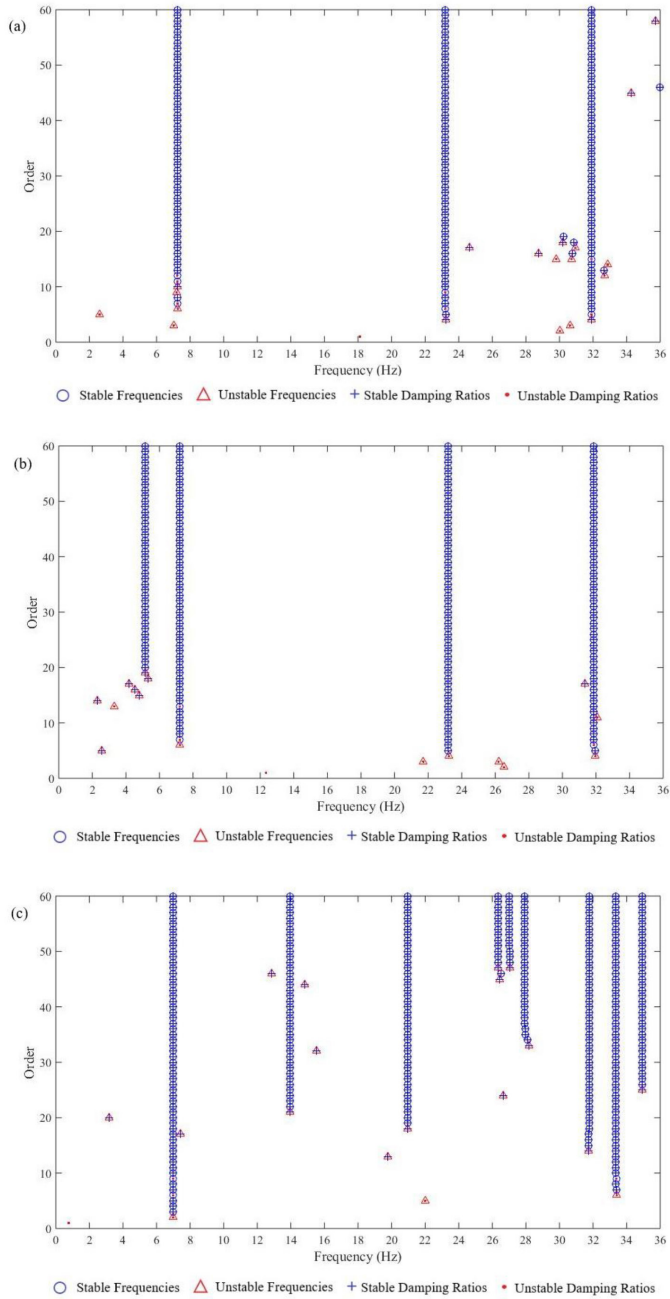 (a)
60
50
40
30
20
10
0
Order
0 2 4 6 8 10 12 14 16 18 20 22 24 26 28 30 32 34 36
Frequency (Hz)
Stable Frequencies Unstable Frequencies Stable Damping Ratios Unstable Damping Ratios
(b)
60
50
40
30
20
10
0
Order
0 2 4 6 8 10 12 14 16 18 20 22 24 26 28 30 32 34 36
Frequency (Hz)
Stable Frequencies Unstable Frequencies Stable Damping Ratios Unstable Damping Ratios
(c)
60
50
40
30
20
10
0
Order
0 2 4 6 8 10 12 14 16 18 20 22 24 26 28 30 32 34 36
Frequency (Hz)
Stable Frequencies Unstable Frequencies Stable Damping Ratios Unstable Damping Ratios